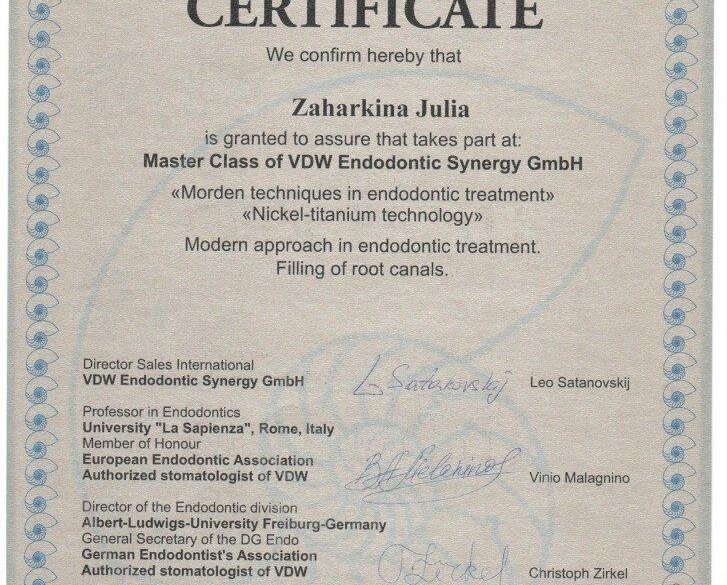 CERTIFICATE
We confirm hereby that
Zaharkina Julia
is granted to assure that takes part at:
Master Class of VDW Endodontic Synergy GmbH
«Morden techniques in endodontic treatment»
«Nickel-titanium technology»
Modern approach in endodontic treatment.
Filling of root canals.
Director Sales International
VDW Endodontic Synergy GmbH
L Satanovskij
Leo Satanovskij
Professor in Endodontics
University "La Sapienza", Rome, Italy
Member of Honour
European Endodontic Association
Authorized stomatologist of VDW
Vinio Malagnino
Director of the Endodontic division
Albert-Ludwigs-University Freiburg-Germany
General Secretary of the DG Endo
German Endodontist's Association
Authorized stomatologist of VDW
Christoph Zirkel